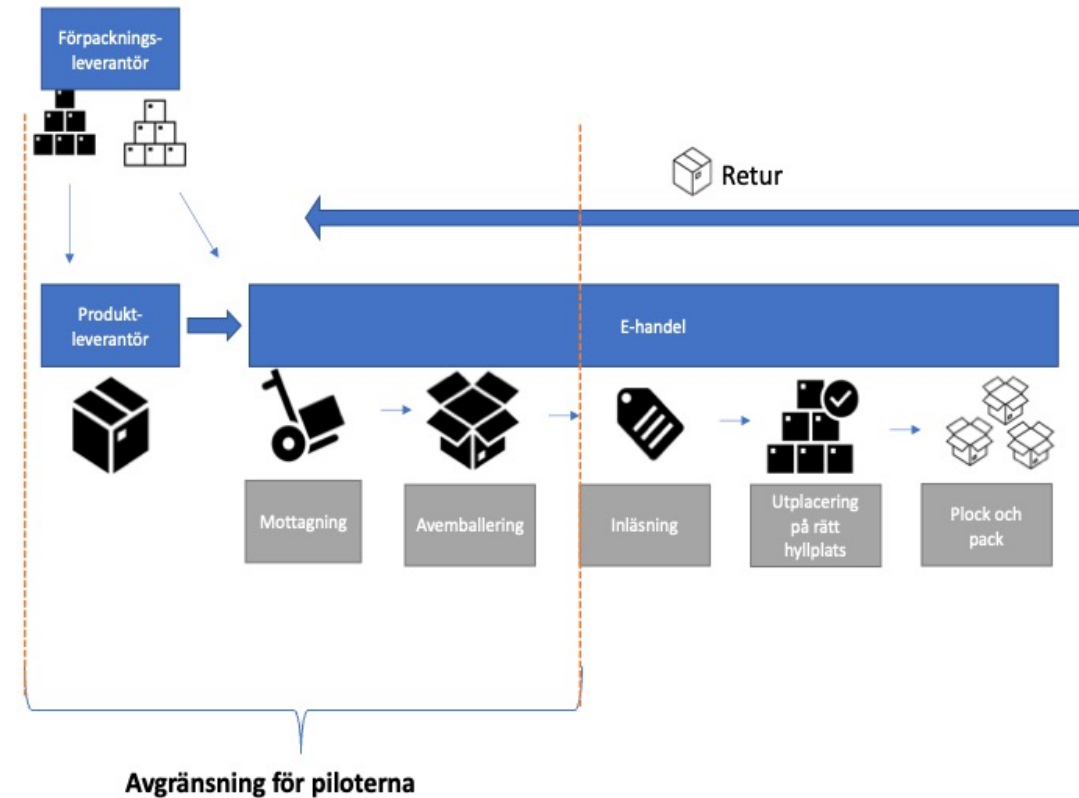 Förpacknings-
leverantör
Retur
Produkt-
leverantör
E-handel
Mottagning
Avemballering
Inläsning
Utplacering
på rätt
hyllplats
Plock och
pack
Avgränsning för piloterna